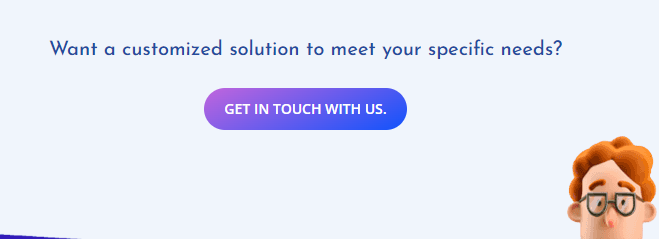 Want a customized solution to meet your specific needs?
GET IN TOUCH WITH US.